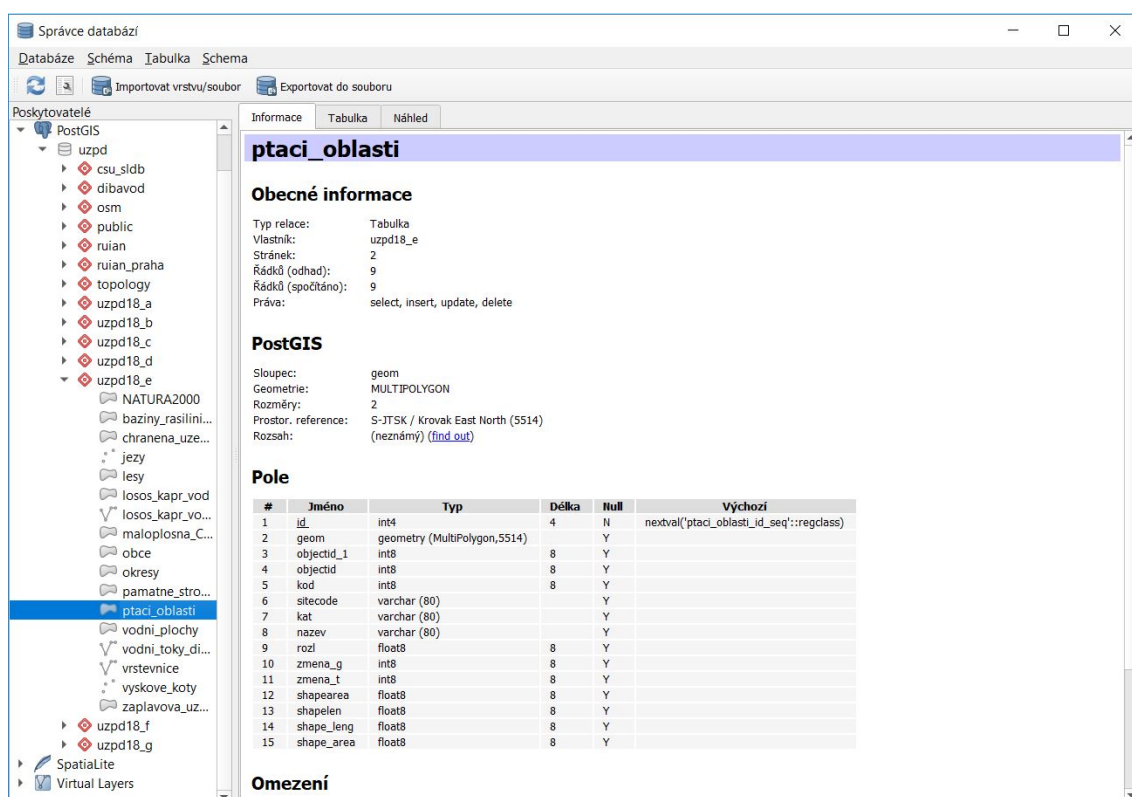 Správce databází
Databáze Schéma Tabulka Schema
Importovat vrstvu/soubor Exportovat do souboru
Poskytovatelé
PostGIS
uzpd
csu_sldb
dibavod
osm
public
ruian
ruian_praha
topology
uzpd18_a
uzpd18_b
uzpd18_c
uzpd18_d
uzpd18_e
NATURA2000
baziny_rasilini...
chranena_uze...
jezy
lesy
losos_kapr_vod
losos_kapr_vo...
maloplosna_C...
obce
okresy
pamatne_stro...
ptaci_oblasti
vodni_plochy
vodni_toky_di...
vrstevnice
vyskove_koty
zaplavova_uz...
uzpd18_f
uzpd18_g
SpatiaLite
Virtual Layers
Informace Tabulka Náhled
ptaci_oblasti
Obecné informace
Typ relace: Tabulka
Vlastník: uzpd18_e
Stránek: 2
Řádků (odhad): 9
Řádků (spočítáno): 9
Práva: select, insert, update, delete
PostGIS
Sloupec: geom
Geometrie: MULTIPOLYGON
Rozměry: 2
Prostor. reference: S-JTSK / Krovak East North (5514)
Rozsah: (neznámý) (find out)
Pole
# Jméno Typ Délka Null Výchozí
1 id int4 4 N nextval('ptaci_oblasti_id_seq'::regclass)
2 geom geometry (MultiPolygon,5514) Y
3 objectid_1 int8 8 Y
4 objectid int8 8 Y
5 kod int8 8 Y
6 sitecode varchar (80) Y
7 kat varchar (80) Y
8 nazev varchar (80) Y
9 rozl float8 8 Y
10 zmena_g int8 8 Y
11 zmena_t int8 8 Y
12 shapearea float8 8 Y
13 shapelen float8 8 Y
14 shape_leng float8 8 Y
15 shape_area float8 8 Y
Omezení